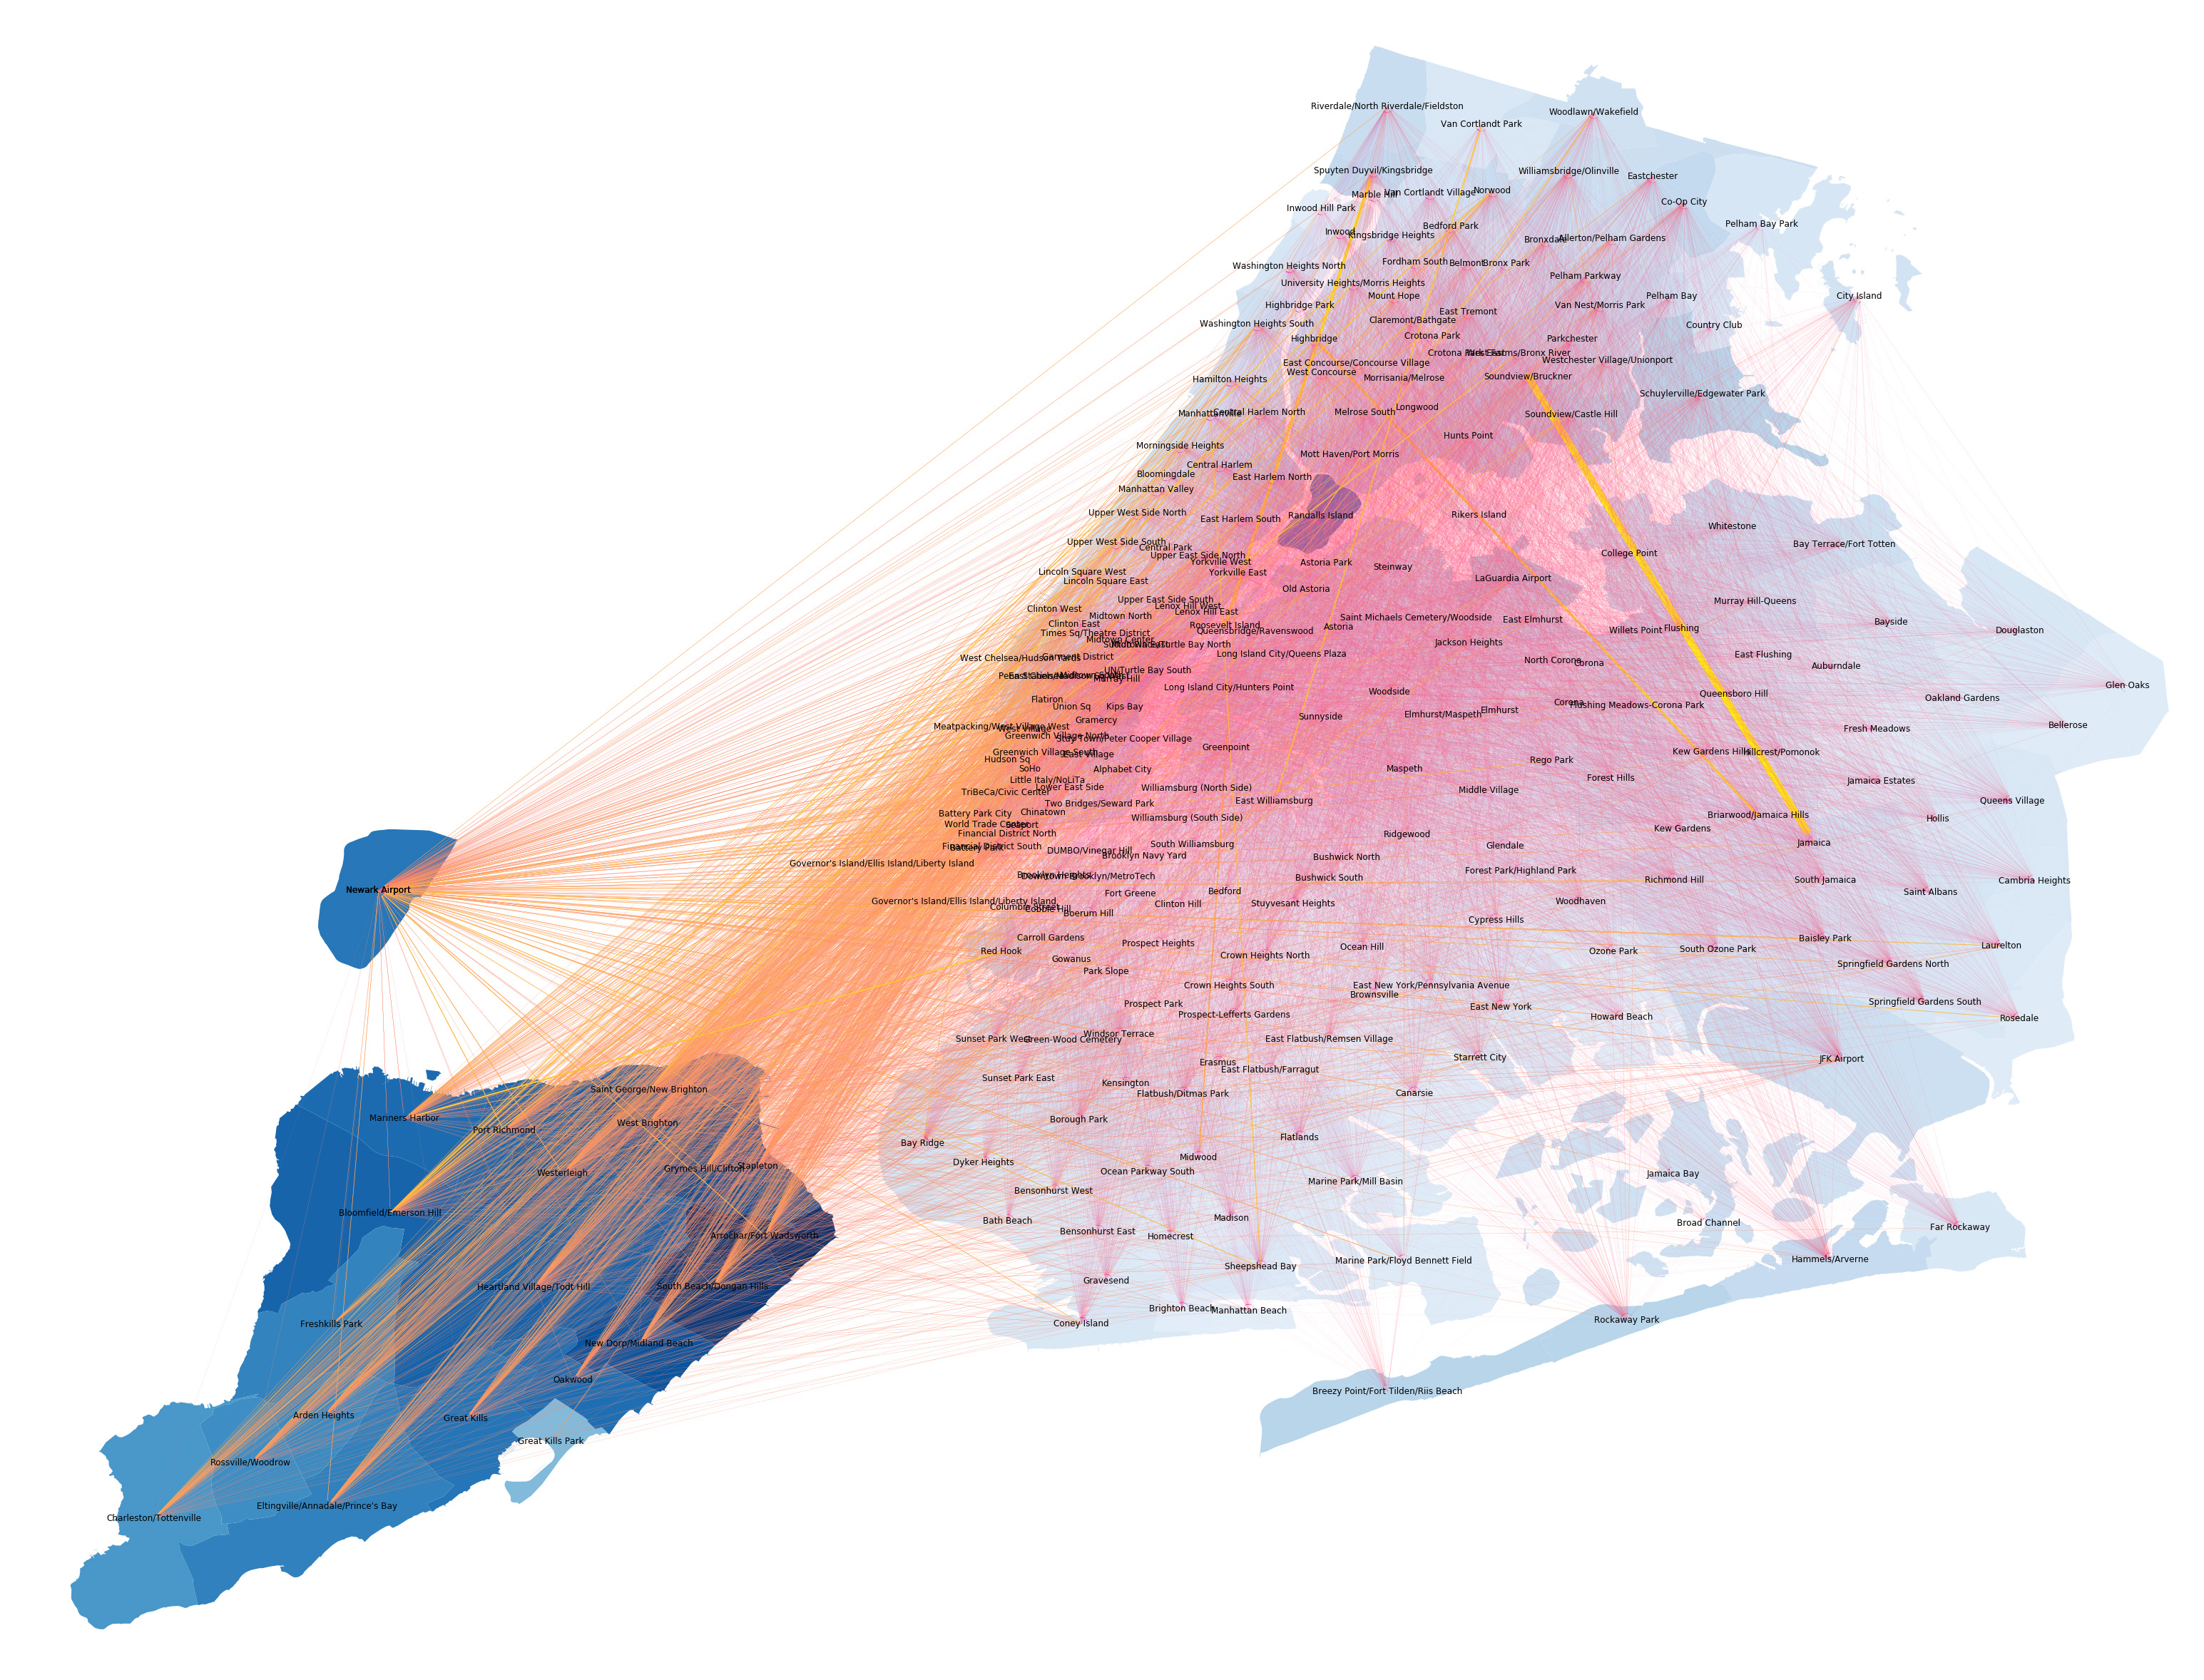 Riverdale/North Riverdale/Fieldston
Woodlawn/Wakefield
Van Cortlandt Park
Spuyten Duyvil/Kingsbridge
Williamsbridge/Olinville
Eastchester
Marble Hill
Van Cortlandt Village
Norwood
Co-Op City
Inwood Hill Park
Pelham Bay Park
Inwood
Kingsbridge Heights
Bedford Park
Bronxdale
Allerton/Pelham Gardens
Washington Heights North
Fordham South
Belmont
Bronx Park
Pelham Parkway
University Heights/Morris Heights
Mount Hope
Pelham Bay
City Island
Highbridge Park
East Tremont
Van Nest/Morris Park
Washington Heights South
Claremont/Bathgate
Country Club
Highbridge
Crotona Park
Parkchester
Crotona Park East
West Farms/Bronx River
East Concourse/Concourse Village
Westchester Village/Unionport
West Concourse
Hamilton Heights
Morrisania/Melrose
Soundview/Bruckner
Schuylerville/Edgewater Park
Manhattanville
Central Harlem North
Melrose South
Longwood
Soundview/Castle Hill
Hunts Point
Morningside Heights
Mott Haven/Port Morris
Central Harlem
Bloomingdale
East Harlem North
Manhattan Valley
Upper West Side North
East Harlem South
Randalls Island
Rikers Island
Whitestone
Upper West Side South
Central Park
Bay Terrace/Fort Totten
Upper East Side North
College Point
Yorkville West
Astoria Park
Steinway
Lincoln Square West
Yorkville East
Lincoln Square East
LaGuardia Airport
Old Astoria
Upper East Side South
Murray Hill-Queens
Clinton West
Lenox Hill West
Lenox Hill East
Midtown North
Saint Michaels Cemetery/Woodside
East Elmhurst
Clinton East
Roosevelt Island
Queensbridge/Ravenswood
Astoria
Willets Point
Flushing
Bayside
Douglaston
Times Sq/Theatre District
Midtown Center
Jackson Heights
Garment District
Long Island City/Queens Plaza
East Flushing
West Chelsea/Hudson Yards
North Corona
Corona
Auburndale
UN/Turtle Bay South
Murray Hill
Long Island City/Hunters Point
Woodside
Queensboro Hill
Glen Oaks
Flatiron
Oakland Gardens
Union Sq
Kips Bay
Corona
Flushing Meadows-Corona Park
Gramercy
Sunnyside
Elmhurst/Maspeth
Elmhurst
Meatpacking/West Village West
West Village
Fresh Meadows
Bellerose
Greenwich Village North
Stuy Town/Peter Cooper Village
Greenpoint
Greenwich Village South
East Village
Kew Gardens Hills
Hillcrest/Pomonok
Hudson Sq
Rego Park
SoHo
Alphabet City
Maspeth
Forest Hills
Little Italy/NoLiTa
Jamaica Estates
Lower East Side
Williamsburg (North Side)
Middle Village
TriBeCa/Civic Center
Two Bridges/Seward Park
East Williamsburg
Queens Village
Battery Park City
Chinatown
Williamsburg (South Side)
Briarwood/Jamaica Hills
Hollis
World Trade Center
Seaport
Kew Gardens
Financial District North
Ridgewood
Jamaica
Financial District South
Battery Park
South Williamsburg
Glendale
DUMBO/Vinegar Hill
Brooklyn Navy Yard
Bushwick North
Governor's Island/Ellis Island/Liberty Island
Forest Park/Highland Park
Brooklyn Heights
Downtown Brooklyn/MetroTech
Bushwick South
Richmond Hill
South Jamaica
Cambria Heights
Newark Airport
Fort Greene
Bedford
Saint Albans
Governor's Island/Ellis Island/Liberty Island
Clinton Hill
Stuyvesant Heights
Woodhaven
Columbia Street
Cobble Hill
Boerum Hill
Cypress Hills
Carroll Gardens
Prospect Heights
Ocean Hill
Baisley Park
Laurelton
Red Hook
Crown Heights North
Ozone Park
South Ozone Park
Gowanus
Springfield Gardens North
Park Slope
Crown Heights South
East New York/Pennsylvania Avenue
Brownsville
Prospect Park
East New York
Springfield Gardens South
Prospect-Lefferts Gardens
Howard Beach
Rosedale
Windsor Terrace
Sunset Park West
Green-Wood Cemetery
East Flatbush/Remsen Village
Erasmus
Starrett City
JFK Airport
East Flatbush/Farragut
Sunset Park East
Kensington
Saint George/New Brighton
Flatbush/Ditmas Park
Canarsie
Mariners Harbor
West Brighton
Borough Park
Port Richmond
Bay Ridge
Flatlands
Dyker Heights
Midwood
Grymes Hill/Clifton
Stapleton
Westerleigh
Ocean Parkway South
Jamaica Bay
Marine Park/Mill Basin
Bensonhurst West
Bloomfield/Emerson Hill
Bath Beach
Madison
Broad Channel
Far Rockaway
Bensonhurst East
Homecrest
Arrochar/Fort Wadsworth
Marine Park/Floyd Bennett Field
Hammels/Arverne
Sheepshead Bay
Gravesend
Heartland Village/Todt Hill
South Beach/Dongan Hills
Brighton Beach
Manhattan Beach
Freshkills Park
Coney Island
Rockaway Park
New Dorp/Midland Beach
Oakwood
Breezy Point/Fort Tilden/Riis Beach
Arden Heights
Great Kills
Great Kills Park
Rossville/Woodrow
Eltingville/Annadale/Prince's Bay
Charleston/Tottenville